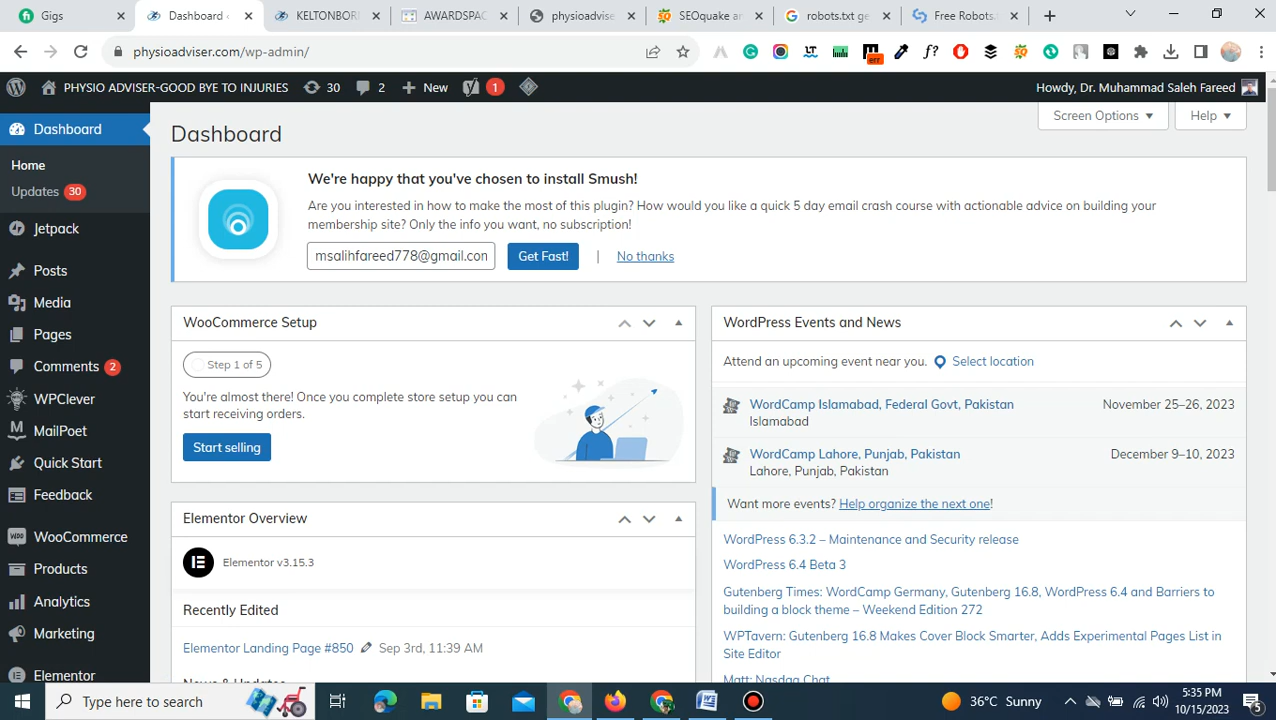 Gigs
Dashboard ‹
KELTONBOR
AWARDSPAC
physioadvise
SEOquake an
robots.txt ge
Free Robots.t
physioadviser.com/wp-admin/
PHYSIO ADVISER-GOOD BYE TO INJURIES 30 2 New 1 Howdy, Dr. Muhammad Saleh Fareed
Screen Options Help
Dashboard
Home
Updates 30
Jetpack
Posts
Media
Pages
Comments 2
WPClever
MailPoet
Quick Start
Feedback
WooCommerce
Products
Analytics
Marketing
Elementor
Dashboard
We're happy that you've chosen to install Smush!
Are you interested in how to make the most of this plugin? How would you like a quick 5 day email crash course with actionable advice on building your
membership site? Only the info you want, no subscription!
msalihfareed778@gmail.con Get Fast! | No thanks
WooCommerce Setup
Step 1 of 5
You're almost there! Once you complete store setup you can
start receiving orders.
Start selling
Elementor Overview
Elementor v3.15.3
Recently Edited
Elementor Landing Page #850 Sep 3rd, 11:39 AM
News & Updates
WordPress Events and News
Attend an upcoming event near you. Select location
WordCamp Islamabad, Federal Govt, Pakistan November 25–26, 2023
Islamabad
WordCamp Lahore, Punjab, Pakistan December 9–10, 2023
Lahore, Punjab, Pakistan
Want more events? Help organize the next one!
WordPress 6.3.2 – Maintenance and Security release
WordPress 6.4 Beta 3
Gutenberg Times: WordCamp Germany, Gutenberg 16.8, WordPress 6.4 and Barriers to
building a block theme – Weekend Edition 272
WPTavern: Gutenberg 16.8 Makes Cover Block Smarter, Adds Experimental Pages List in
Site Editor
Matt: Nasdaq Chat
Type here to search
36°C Sunny
5:35 PM
10/15/2023
5